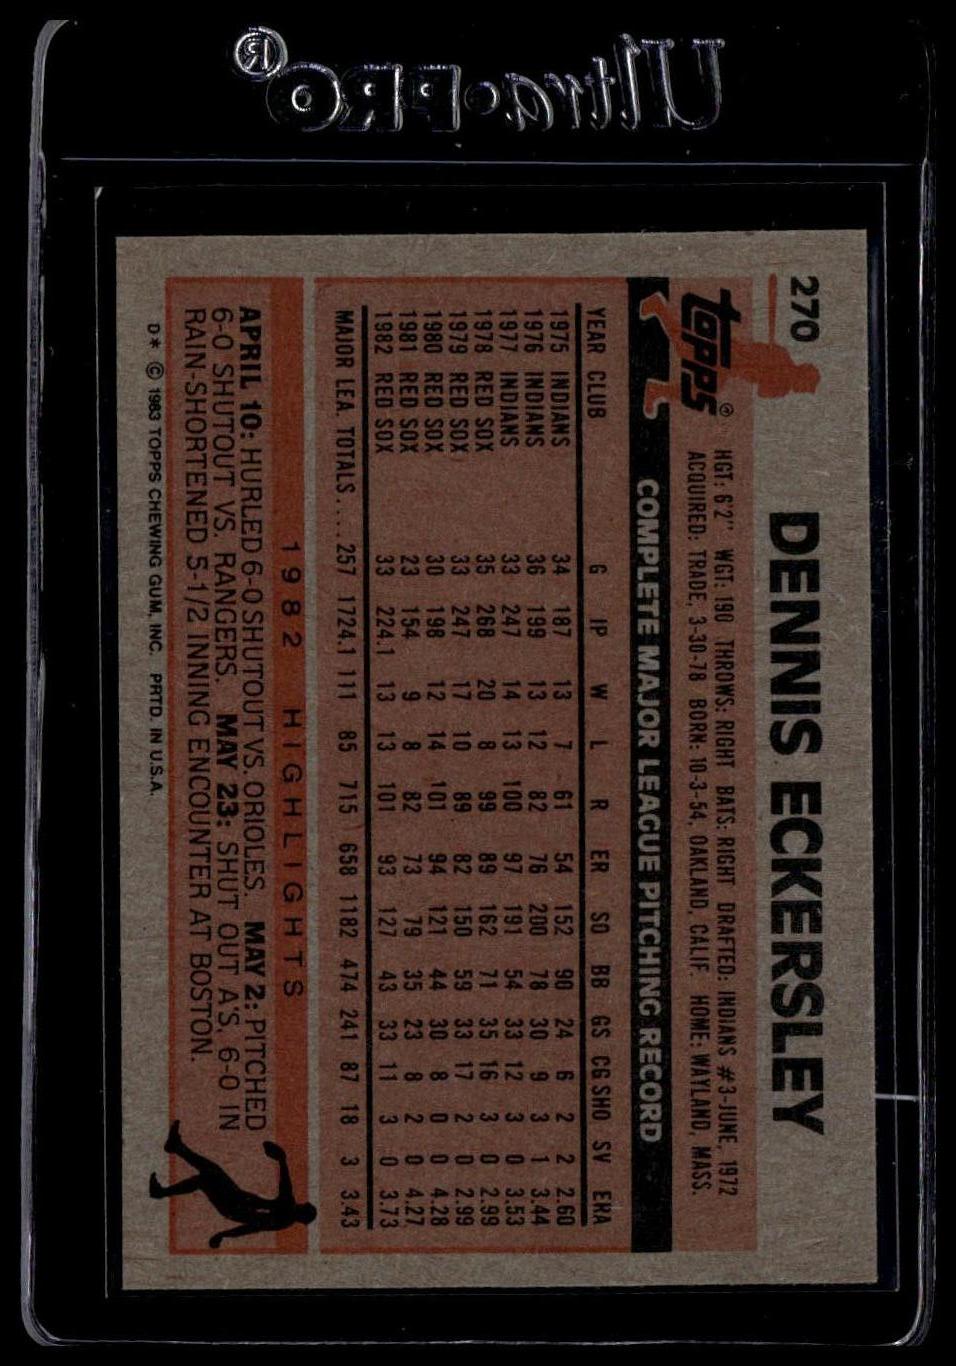 Ultra•PRO®
270
DENNIS ECKERSLEY
TOPPS®
HGT: 6'2" WGT: 190 THROWS: RIGHT BATS: RIGHT DRAFTED: INDIANS #3-JUNE, 1972
ACQUIRED: TRADE, 3-30-78 BORN: 10-3-54, OAKLAND, CALIF. HOME: WAYLAND, MASS.
COMPLETE MAJOR LEAGUE PITCHING RECORD
YEAR CLUB G IP W L R ER SO BB GS CG SHO SV ERA
1975 INDIANS 34 187 13 7 61 54 152 90 24 6 2 2 2.60
1976 INDIANS 36 199 13 12 82 76 200 78 30 9 3 1 3.44
1977 INDIANS 33 247 14 13 100 97 191 54 33 12 3 0 3.53
1978 RED SOX 35 268 20 8 99 89 162 71 35 16 3 0 2.99
1979 RED SOX 33 247 17 10 89 82 150 59 33 17 2 0 2.99
1980 RED SOX 30 198 12 14 101 94 121 44 30 8 0 0 4.28
1981 RED SOX 23 154 9 8 82 73 79 35 23 8 2 0 4.27
1982 RED SOX 33 224.1 13 13 101 93 127 43 33 11 3 0 3.73
MAJOR LEA. TOTALS.... 257 1724.1 111 85 715 658 1182 474 241 87 18 3 3.43
1982 HIGHLIGHTS
APRIL 10: HURLED 6-0 SHUTOUT VS. ORIOLES. MAY 2: PITCHED
6-0 SHUTOUT VS. RANGERS. MAY 23: SHUT OUT A'S, 6-0 IN
RAIN-SHORTENED 5-1/2 INNING ENCOUNTER AT BOSTON.
D* © 1983 TOPPS CHEWING GUM, INC. PRTD. IN U.S.A.